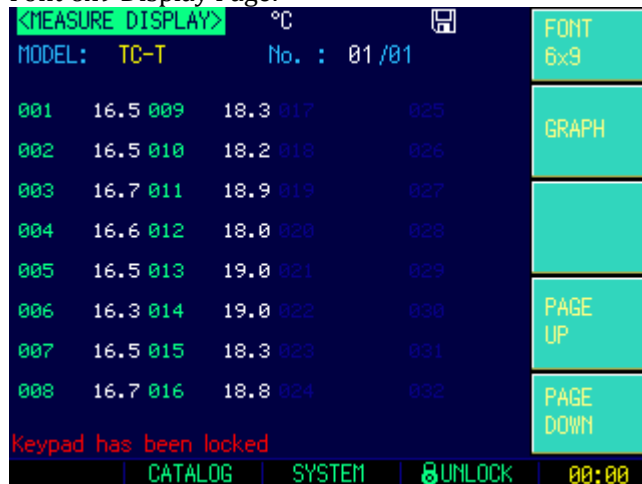 <MEASURE DISPLAY> °C
FONT
6x9
MODEL: TC-T No. : 01/01
GRAPH
001 16.5 009 18.3 017 025
002 16.5 010 18.2 018 026
003 16.7 011 18.9 019 027
004 16.6 012 18.0 020 028
005 16.5 013 19.0 021 029
006 16.3 014 19.0 022 030
007 16.5 015 18.3 023 031
008 16.7 016 18.8 024 032
PAGE
UP
PAGE
DOWN
Keypad has been locked
CATALOG SYSTEM UNLOCK 00:00